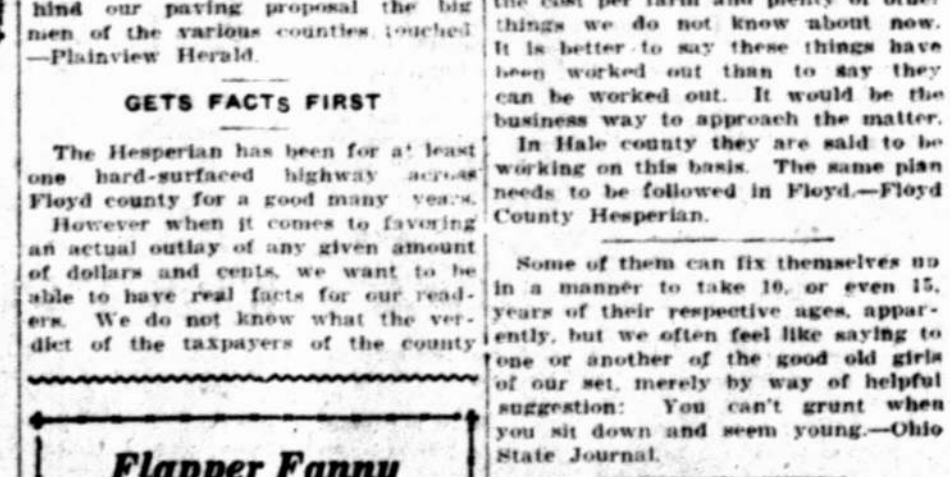 hind our paving proposal the big
men of the various counties touched
—Plainview Herald.
GETS FACTS FIRST
The Hesperian has been for at least
one hard-surfaced highway across
Floyd county for a good many years.
However when it comes to favoring
an actual outlay of any given amount
of dollars and cents, we want to be
able to have real facts for our read-
ers. We do not know what the ver-
dict of the taxpayers of the county
Flapper Fanny
the cost per farm and plenty of other
things we do not know about now.
It is better to say these things have
been worked out than to say they
can be worked out. It would be the
business way to approach the matter.
In Hale county they are said to be
working on this basis. The same plan
needs to be followed in Floyd.—Floyd
County Hesperian.
Some of them can fix themselves up
in a manner to take 10, or even 15,
years of their respective ages, appar-
ently, but we often feel like saying to
one or another of the good old girls
of our set, merely by way of helpful
suggestion: You can't grunt when
you sit down and seem young.—Ohio
State Journal.